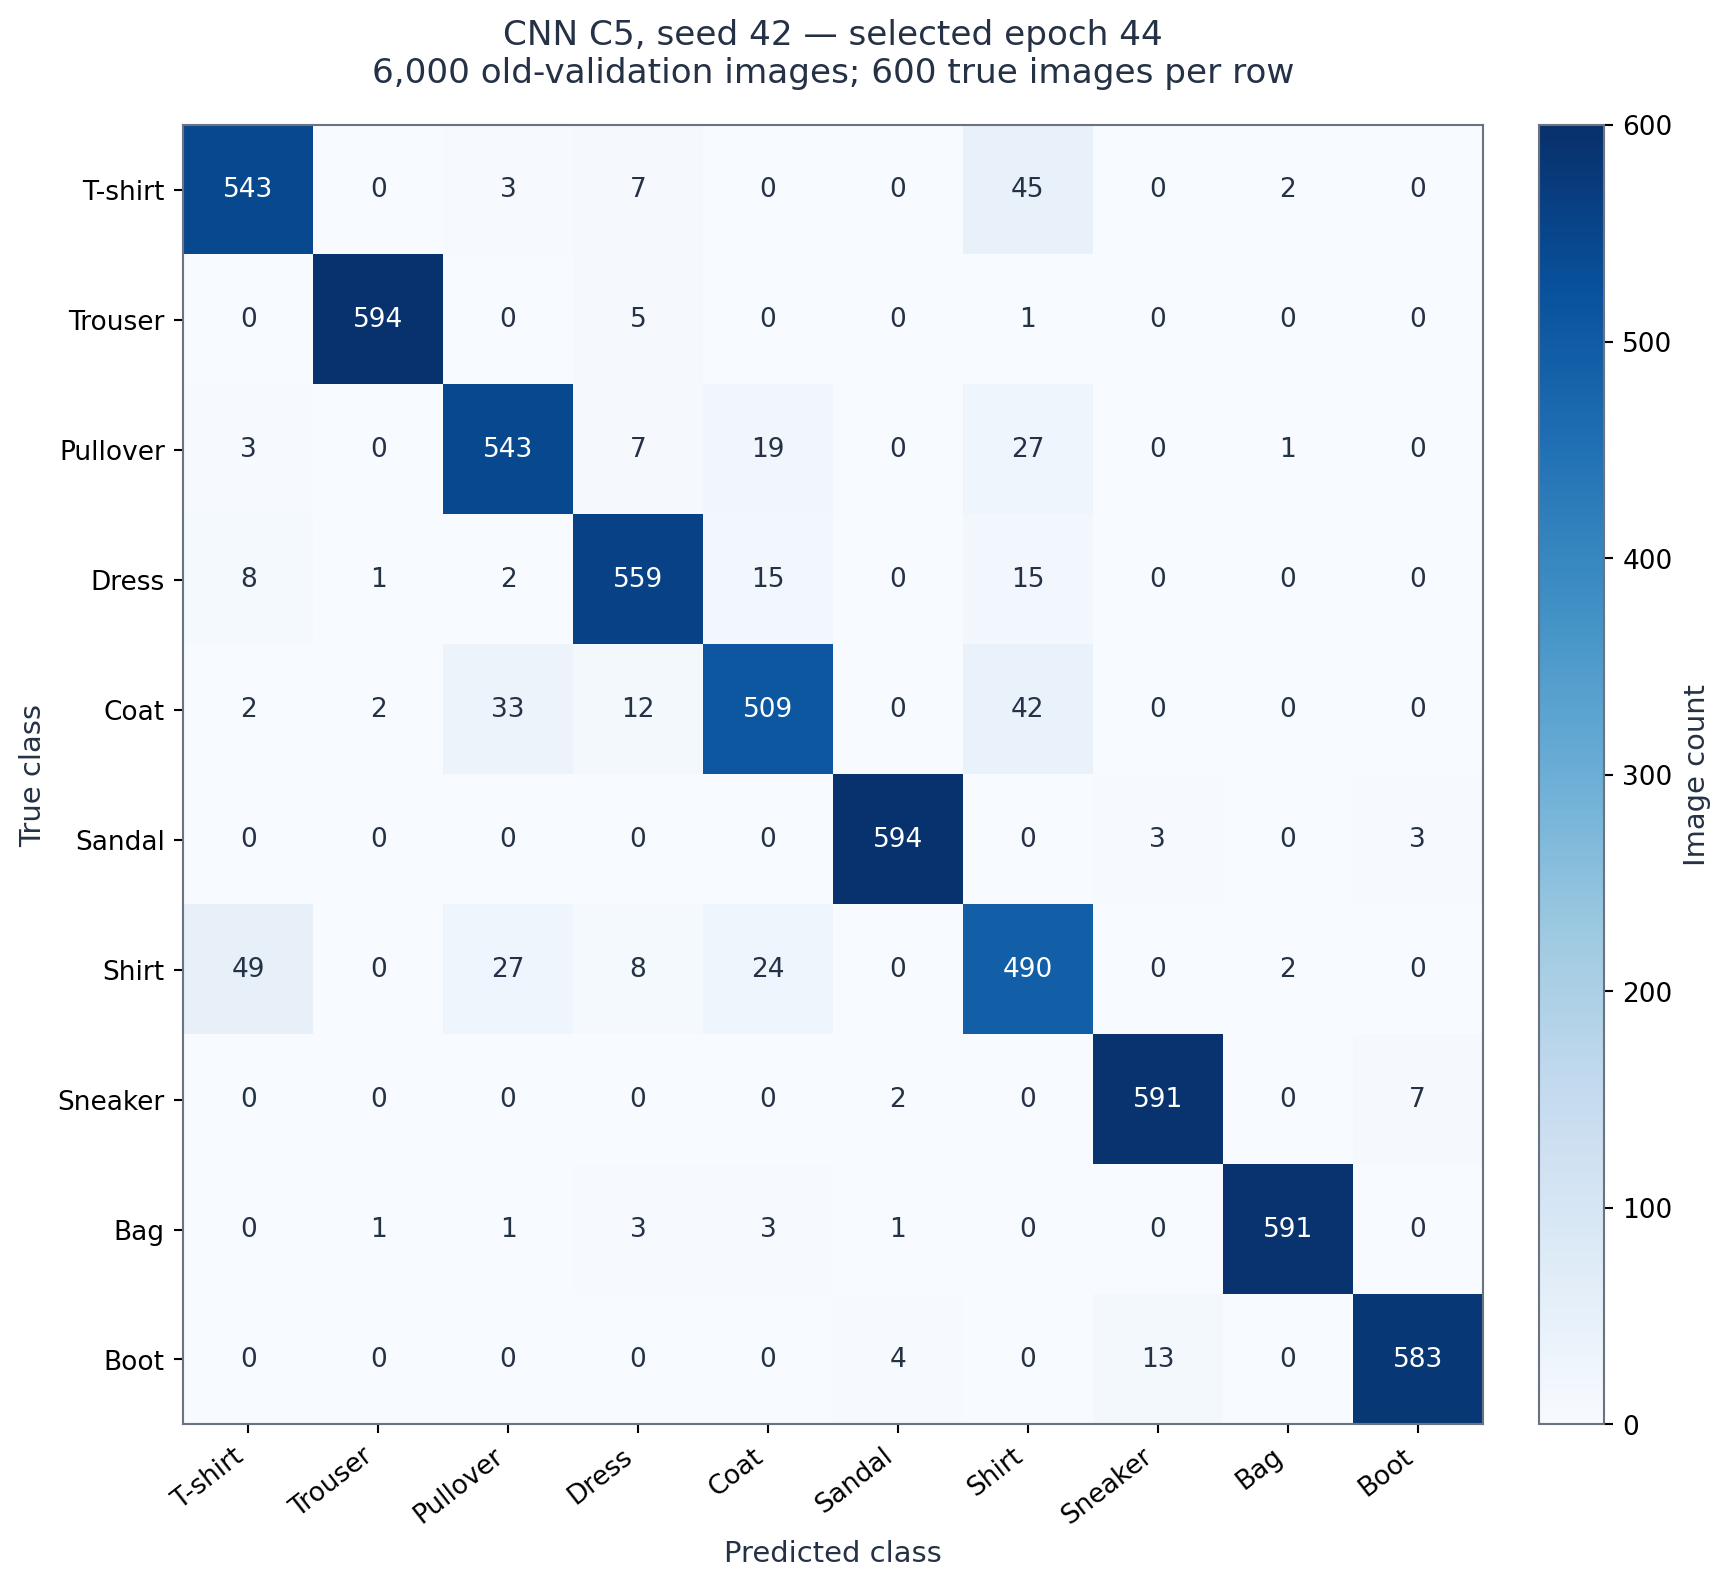 CNN C5, seed 42 — selected epoch 44
6,000 old-validation images; 600 true images per row
T-shirt 543 0 3 7 0 0 45 0 2 0
Trouser 0 594 0 5 0 0 1 0 0 0
Pullover 3 0 543 7 19 0 27 0 1 0
Dress 8 1 2 559 15 0 15 0 0 0
Coat 2 2 33 12 509 0 42 0 0 0
Sandal 0 0 0 0 0 594 0 3 0 3
Shirt 49 0 27 8 24 0 490 0 2 0
Sneaker 0 0 0 0 0 2 0 591 0 7
Bag 0 1 1 3 3 1 0 0 591 0
Boot 0 0 0 0 0 4 0 13 0 583
T-shirt Trouser Pullover Dress Coat Sandal Shirt Sneaker Bag Boot
Predicted class
True class
600
500
400
300
200
100
0
Image count